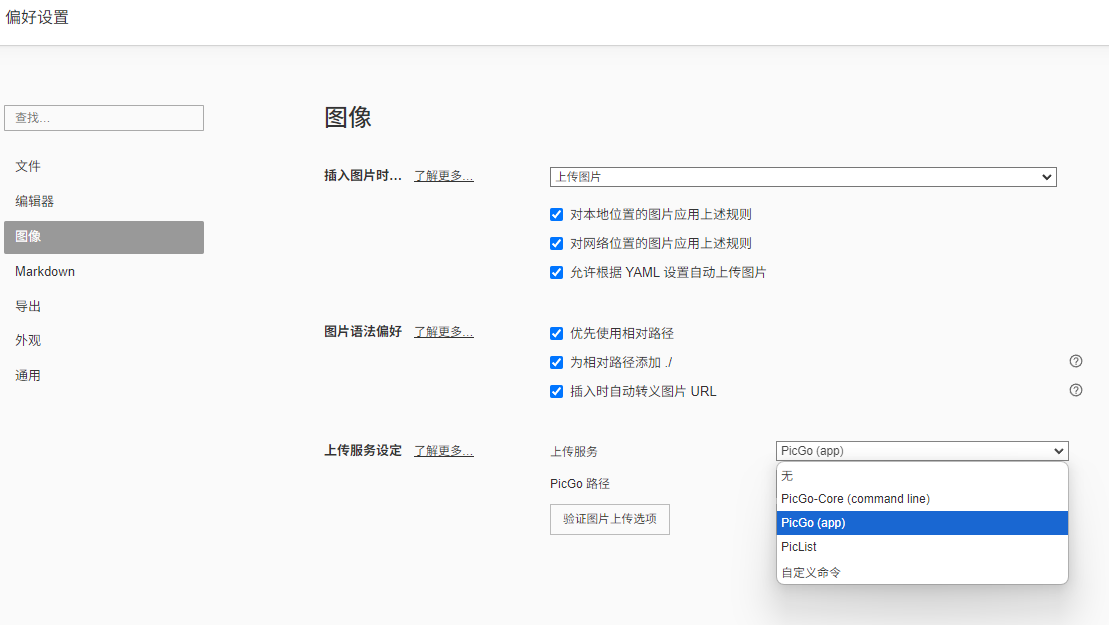 偏好设置
查找...
文件
编辑器
图像
Markdown
导出
外观
通用
图像
插入图片时... 了解更多... 上传图片
对本地位置的图片应用上述规则
对网络位置的图片应用上述规则
允许根据 YAML 设置自动上传图片
图片语法偏好 了解更多... 优先使用相对路径
为相对路径添加 ./
插入时自动转义图片 URL
上传服务设定 了解更多... 上传服务 PicGo (app)
PicGo 路径
验证图片上传选项
无
PicGo-Core (command line)
PicGo (app)
PicList
自定义命令